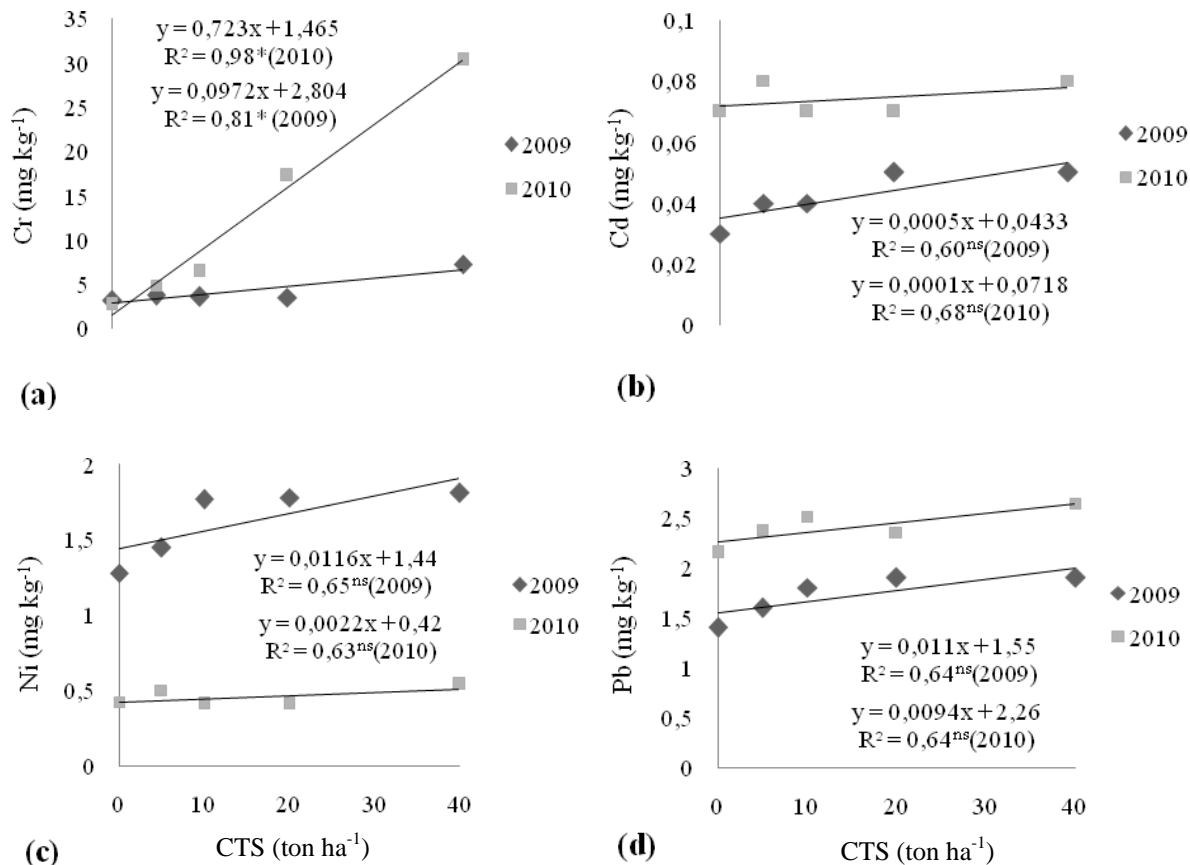 35
30
25
20
15
10
5
0
Cr (mg kg⁻¹)
y = 0,723x + 1,465
R² = 0,98* (2010)
y = 0,0972x + 2,804
R² = 0,81* (2009)
2009
2010
(a)
0,1
0,08
0,06
0,04
0,02
0
Cd (mg kg⁻¹)
y = 0,0005x + 0,0433
R² = 0,60ⁿˢ(2009)
y = 0,0001x + 0,0718
R² = 0,68ⁿˢ(2010)
2009
2010
(b)
2
1,5
1
0,5
0
Ni (mg kg⁻¹)
y = 0,0116x + 1,44
R² = 0,65ⁿˢ(2009)
y = 0,0022x + 0,42
R² = 0,63ⁿˢ(2010)
2009
2010
0 10 20 30 40
(c)
CTS (ton ha⁻¹)
3
2,5
2
1,5
1
0,5
0
Pb (mg kg⁻¹)
y = 0,011x + 1,55
R² = 0,64ⁿˢ(2009)
y = 0,0094x + 2,26
R² = 0,64ⁿˢ(2010)
2009
2010
0 10 20 30 40
(d)
CTS (ton ha⁻¹)